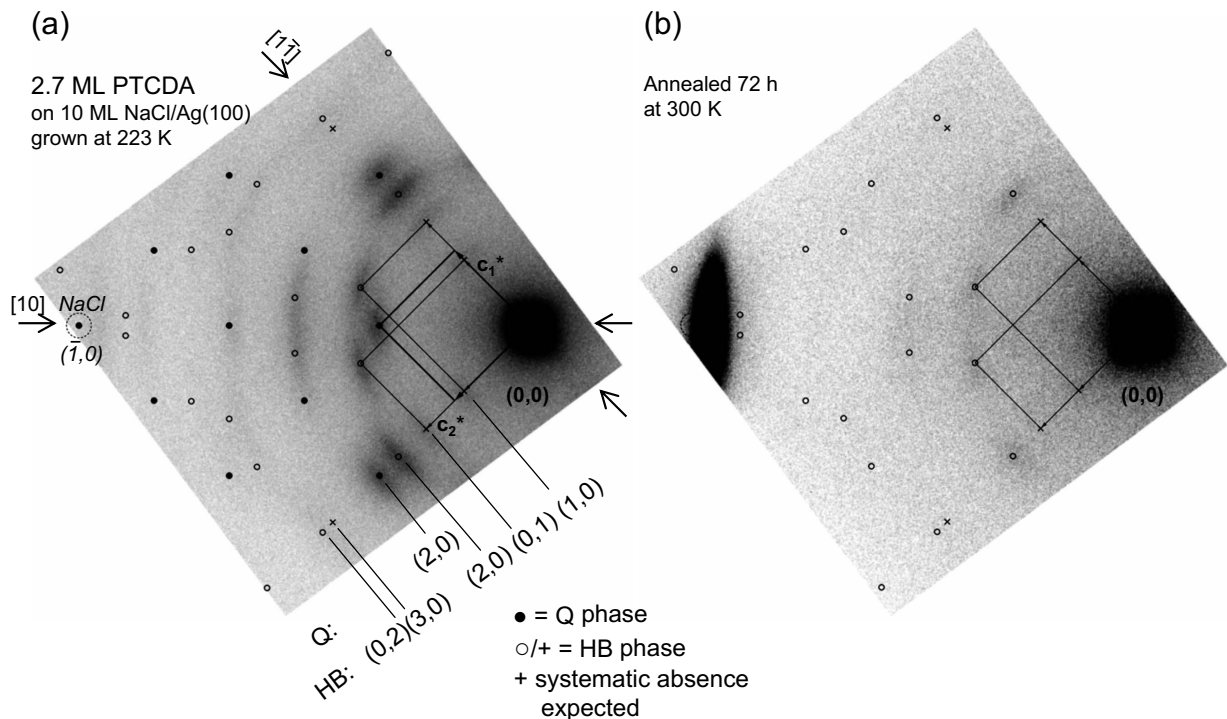 (a)
2.7 ML PTCDA
on 10 ML NaCl/Ag(100)
grown at 223 K
[11̅]
[10]
NaCl
(1̅,0)
c₁*
c₂*
(0,0)
(2,0)
(2,0) (0,1) (1,0)
Q:
HB: (0,2)(3,0)
● = Q phase
○/+ = HB phase
+ systematic absence
expected
(b)
Annealed 72 h
at 300 K
(0,0)